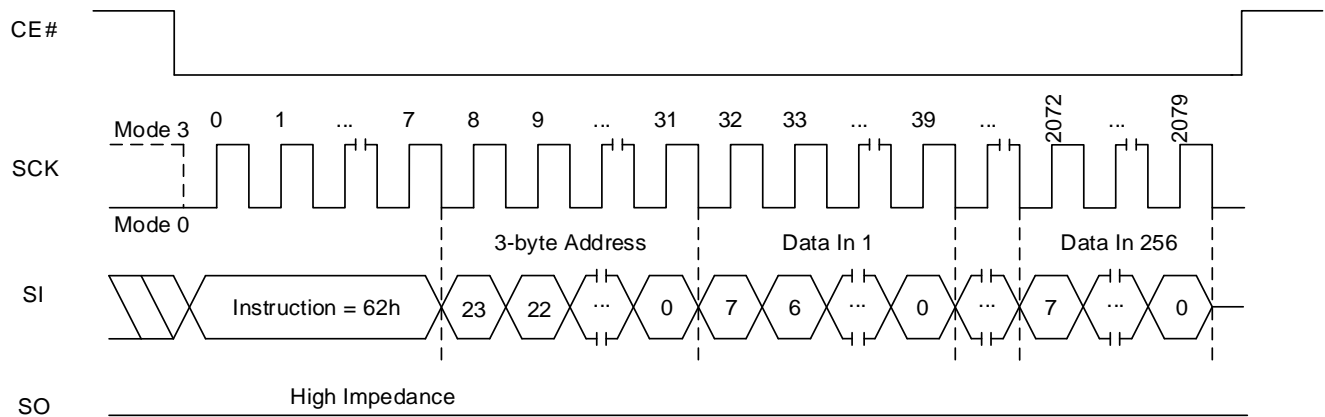 CE#
0 1 ... 7 8 9 ... 31 32 33 ... 39 ... 2072 ... 2079
Mode 3
SCK
Mode 0
3-byte Address Data In 1 Data In 256
SI Instruction = 62h 23 22 ... 0 7 6 ... 0 ... 7 ... 0
High Impedance
SO